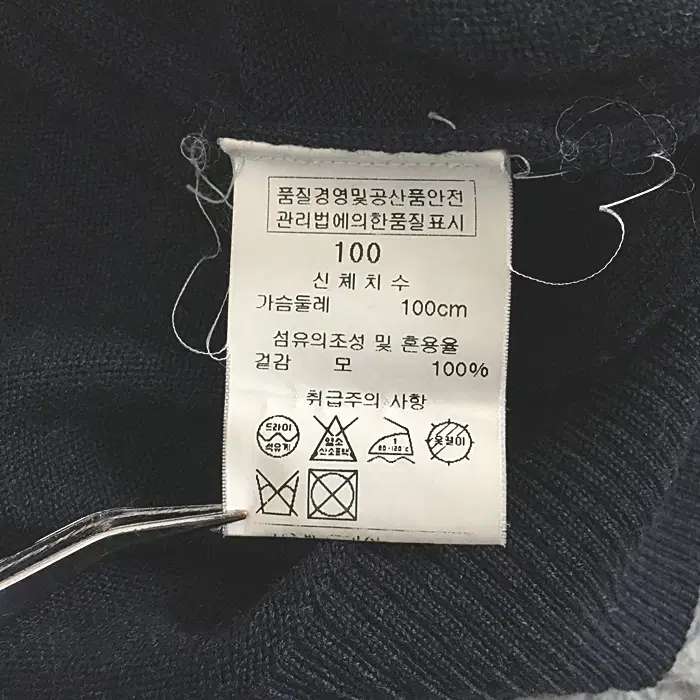 품질경영및공산품안전
관리법에의한품질표시
100
신체치수
가슴둘레 100cm
섬유의조성 및 혼용율
겉감 모 100%
취급주의 사항
드라이
석유계
염소
산소표백
1
80-120℃
옷걸이